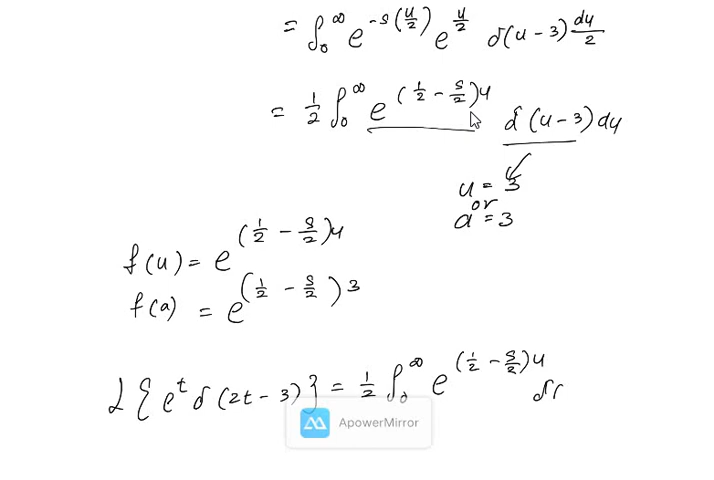 = ∫₀^∞ e^{-s(u/2)} e^{u/2} δ(u-3) du/2
= 1/2 ∫₀^∞ e^{(1/2 - s/2)u} δ(u-3) du
u = 3
or
a = 3
f(u) = e^{(1/2 - s/2)u}
f(a) = e^{(1/2 - s/2)3}
L{e^t δ(2t-3)} = 1/2 ∫₀^∞ e^{(1/2 - s/2)u}
ApowerMirror